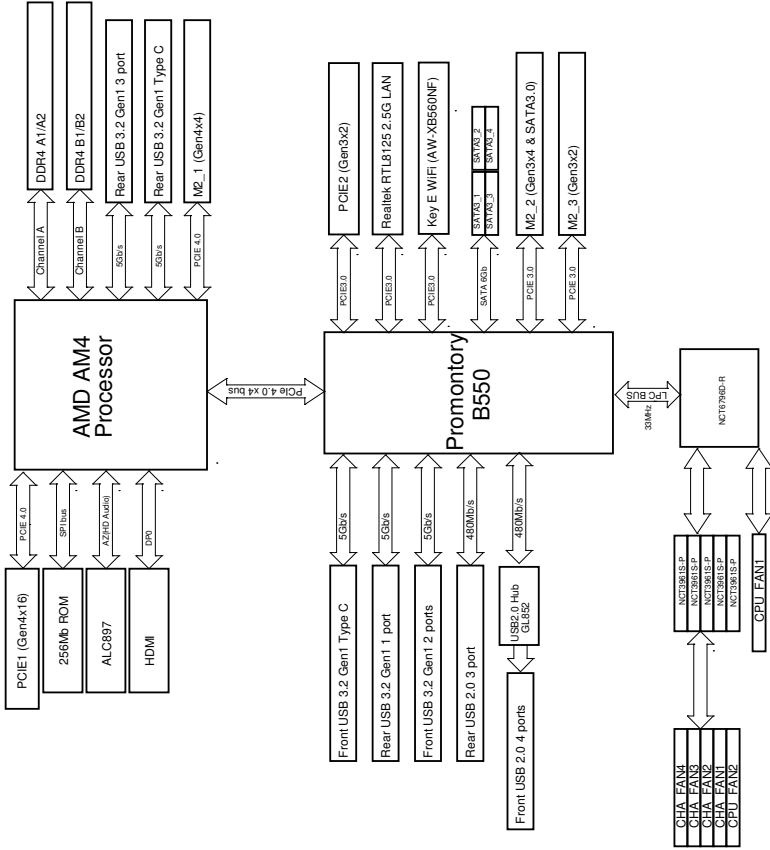 DDR4 A1/A2
DDR4 B1/B2
Rear USB 3.2 Gen1 3 port
Rear USB 3.2 Gen1 Type C
M2_1 (Gen4x4)
Channel A
Channel B
5Gb/s
5Gb/s
PCIE 4.0
AMD AM4
Processor
PCIE 4.0
SPI bus
AZ(HD Audio)
DP0
PCIE1 (Gen4x16)
256Mb ROM
ALC897
HDMI
PCIe 4.0 x4 bus
PCIE2 (Gen3x2)
Realtek RTL8125 2.5G LAN
Key E WiFi (AW-XB560NF)
SATA3_1
SATA3_2
SATA3_3
SATA3_4
M2_2 (Gen3x4 & SATA3.0)
M2_3 (Gen3x2)
PCIE3.0
PCIE3.0
PCIE3.0
SATA 6Gb
PCIE 3.0
PCIE 3.0
Promontory
B550
5Gb/s
5Gb/s
5Gb/s
480Mb/s
480Mb/s
Front USB 3.2 Gen1 Type C
Rear USB 3.2 Gen1 1 port
Front USB 3.2 Gen1 2 ports
Rear USB 2.0 3 port
USB2.0 Hub
GL852
Front USB 2.0 4 ports
LPC BUS
33MHz
NCT6796D-R
NCT3961S-P
NCT3961S-P
NCT3961S-P
NCT3961S-P
NCT3961S-P
CPU_FAN1
CHA_FAN4
CHA_FAN3
CHA_FAN2
CHA_FAN1
CPU_FAN2